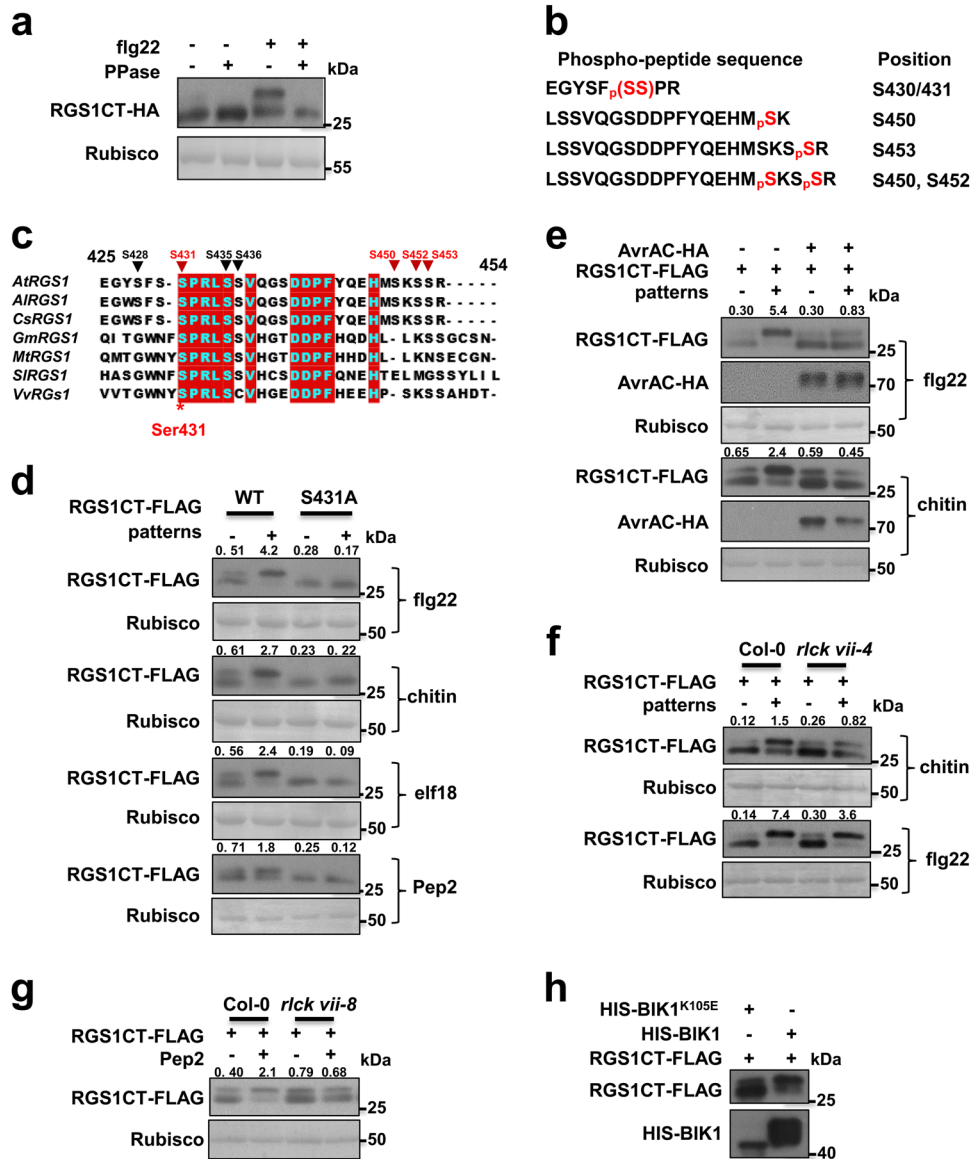 a
flg22 - - + +
PPase - + - + kDa
RGS1CT-HA
25
Rubisco
55
b
Phospho-peptide sequence Position
EGYSFp(SS)PR S430/431
LSSVQGSDDPFYQEHMpSK S450
LSSVQGSDDPFYQEHMSKSpSR S453
LSSVQGSDDPFYQEHMpSKSpSR S450, S452
c
425 S428 S431 S435 S436 S450 S452 S453 454
AtRGS1 EGYSFS-SPRLSSVQGSDDPFYQEHMSKSSR-----
AlRGS1 EGWSFS-SPRLSSVQGSDDPFYQEHMSKSSR-----
CsRGS1 EGWSFS-SPRLSSVQGSDDPFYQEHMSKSSR-----
GmRGS1 QITGWNFSPRLSSVHGTDDPFHQDHL-LKSSGCSN-
MtRGS1 QMTGWNYSPRLSSVHGTDDPFHHDHL-LKNSECGN-
SlRGS1 HASGWNFSPRLSSVHCSDDPFQNEHTELMGSSYLIL
VvRGs1 VVTGWNYSPRLSCVHGEDDPFHEEHP-SKSSAHDT-
*
Ser431
d
WT S431A
RGS1CT-FLAG
patterns - + - + kDa
0. 51 4.2 0.28 0.17
RGS1CT-FLAG
25
flg22
Rubisco
50
0. 61 2.7 0.23 0. 22
RGS1CT-FLAG
25
chitin
Rubisco
50
0. 56 2.4 0.19 0. 09
RGS1CT-FLAG
25
elf18
Rubisco
50
0.71 1.8 0.25 0.12
RGS1CT-FLAG
25
Pep2
Rubisco
50
e
AvrAC-HA - - + +
RGS1CT-FLAG + + + +
patterns - + - + kDa
0.30 5.4 0.30 0.83
RGS1CT-FLAG
25
AvrAC-HA
70
flg22
Rubisco
50
0.65 2.4 0.59 0.45
RGS1CT-FLAG
25
AvrAC-HA
70
chitin
Rubisco
50
f
Col-0 rlck vii-4
RGS1CT-FLAG + + + +
patterns - + - + kDa
0.12 1.5 0.26 0.82
RGS1CT-FLAG
25
chitin
Rubisco
50
0.14 7.4 0.30 3.6
RGS1CT-FLAG
25
flg22
Rubisco
50
g
Col-0 rlck vii-8
RGS1CT-FLAG + + + +
Pep2 - + - + kDa
0. 40 2.1 0.79 0.68
RGS1CT-FLAG
25
Rubisco
50
h
HIS-BIK1K105E + -
HIS-BIK1 - +
RGS1CT-FLAG + + kDa
RGS1CT-FLAG
25
HIS-BIK1
40